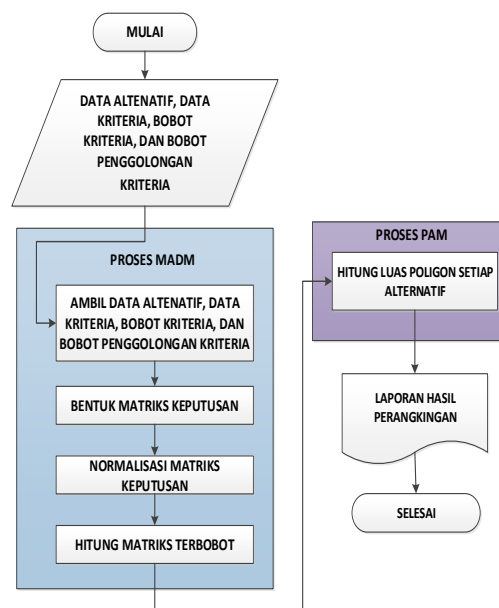 MULAI
DATA ALTENATIF, DATA
KRITERIA, BOBOT
KRITERIA, DAN BOBOT
PENGGOLONGAN
KRITERIA
PROSES MADM
AMBIL DATA ALTENATIF, DATA
KRITERIA, BOBOT KRITERIA, DAN
BOBOT PENGGOLONGAN KRITERIA
BENTUK MATRIKS KEPUTUSAN
NORMALISASI MATRIKS
KEPUTUSAN
HITUNG MATRIKS TERBOBOT
PROSES PAM
HITUNG LUAS POLIGON SETIAP
ALTERNATIF
LAPORAN HASIL
PERANGKINGAN
SELESAI